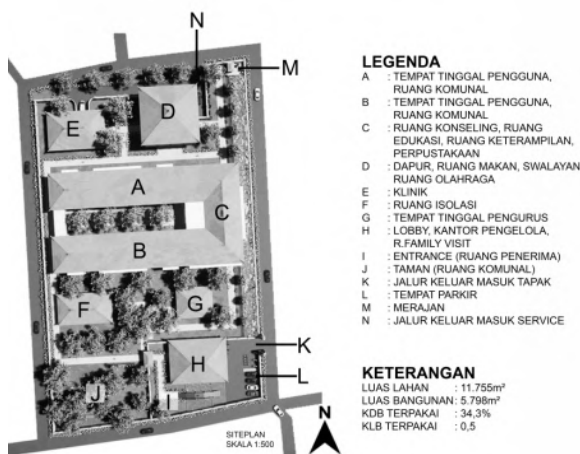 N
M
D
E
A
C
B
F
G
K
H
L
J
I
N
SITEPLAN
SKALA 1:500
LEGENDA
A : TEMPAT TINGGAL PENGGUNA,
RUANG KOMUNAL
B : TEMPAT TINGGAL PENGGUNA,
RUANG KOMUNAL
C : RUANG KONSELING, RUANG
EDUKASI, RUANG KETERAMPILAN,
PERPUSTAKAAN
D : DAPUR, RUANG MAKAN, SWALAYAN
RUANG OLAHRAGA
E : KLINIK
F : RUANG ISOLASI
G : TEMPAT TINGGAL PENGURUS
H : LOBBY, KANTOR PENGELOLA,
R.FAMILY VISIT
I : ENTRANCE (RUANG PENERIMA)
J : TAMAN (RUANG KOMUNAL)
K : JALUR KELUAR MASUK TAPAK
L : TEMPAT PARKIR
M : MERAJAN
N : JALUR KELUAR MASUK SERVICE
KETERANGAN
LUAS LAHAN : 11.755m²
LUAS BANGUNAN : 5.798m²
KDB TERPAKAI : 34,3%
KLB TERPAKAI : 0,5